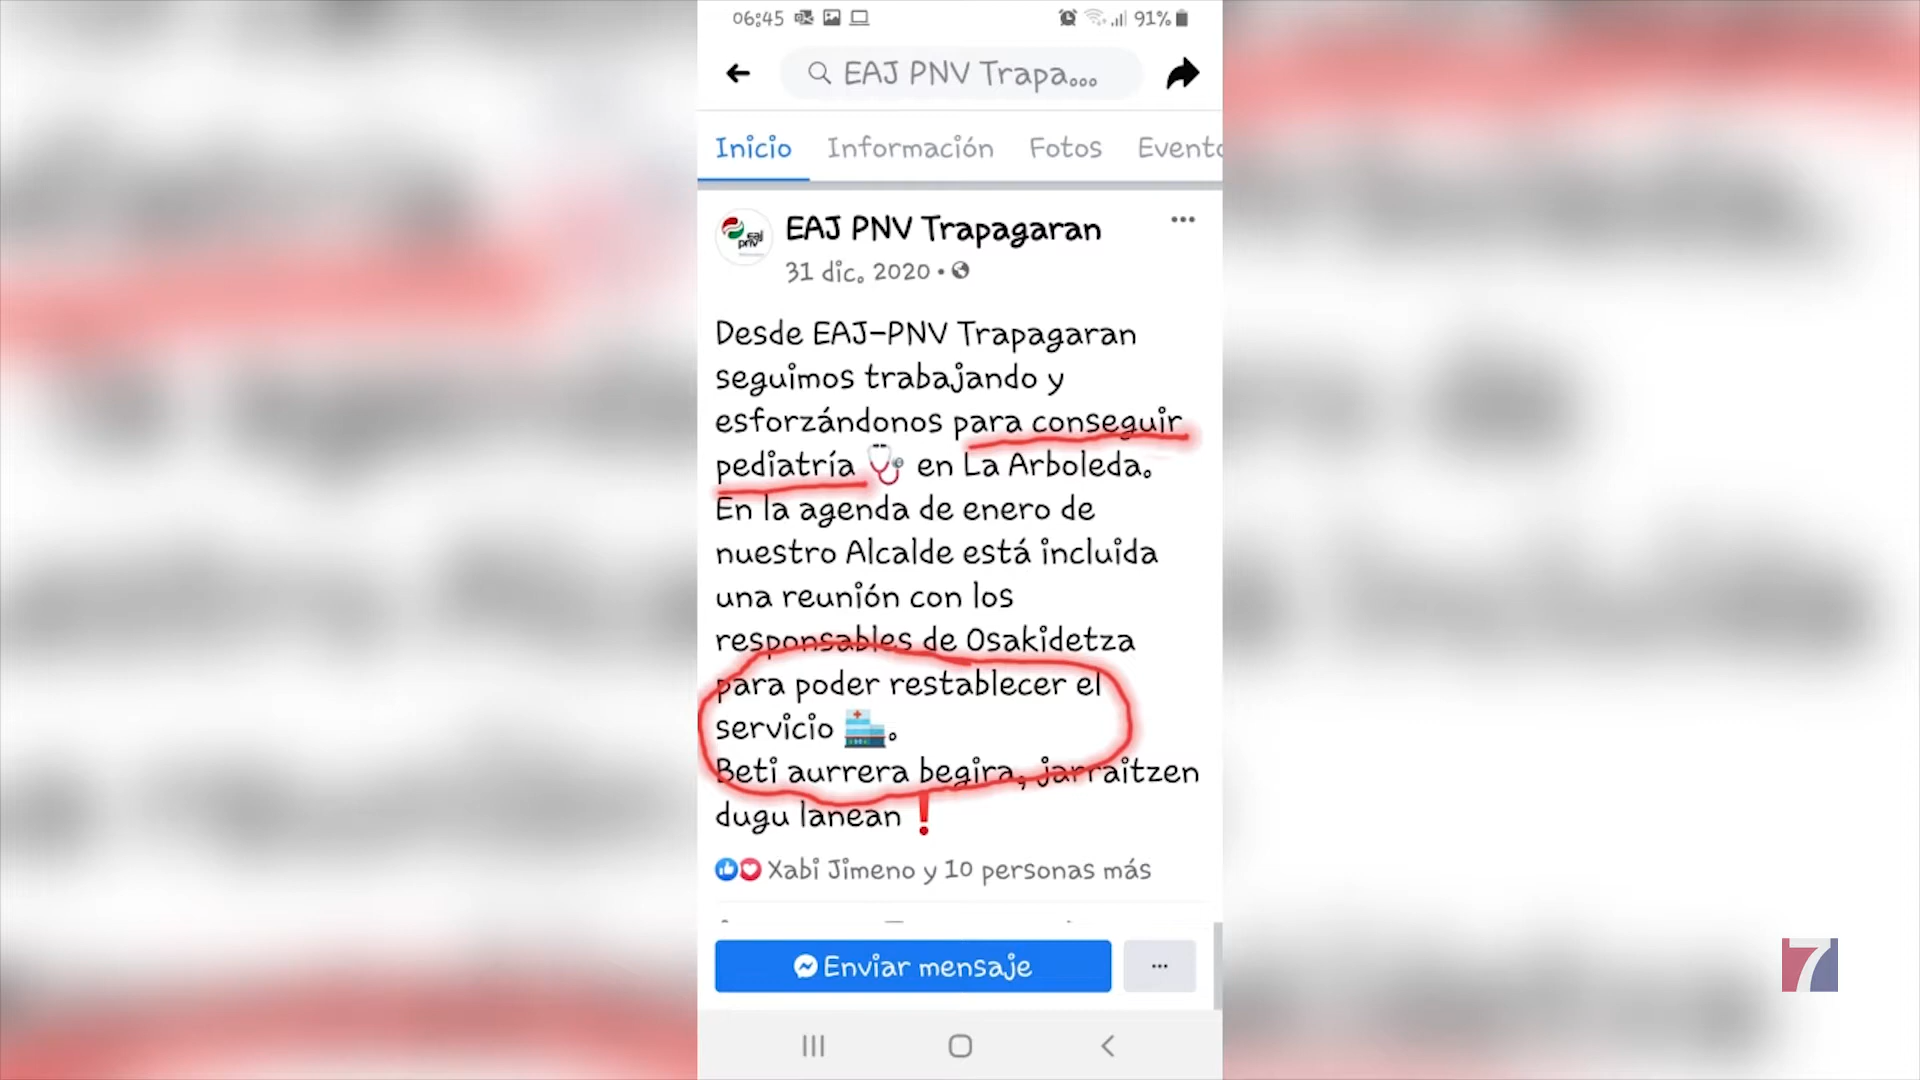 06:45
91%
EAJ PNV Trapa...
Inicio Información Fotos Evento
EAJ PNV Trapagaran
eaj
pnv
31 dic. 2020 •
Desde EAJ-PNV Trapagaran
seguimos trabajando y
esforzándonos para conseguir
pediatría 🩺 en La Arboleda.
En la agenda de enero de
nuestro Alcalde está incluida
una reunión con los
responsables de Osakidetza
para poder restablecer el
servicio 🏥.
Beti aurrera begira, jarraitzen
dugu lanean❗
Xabi Jimeno y 10 personas más
Enviar mensaje
7